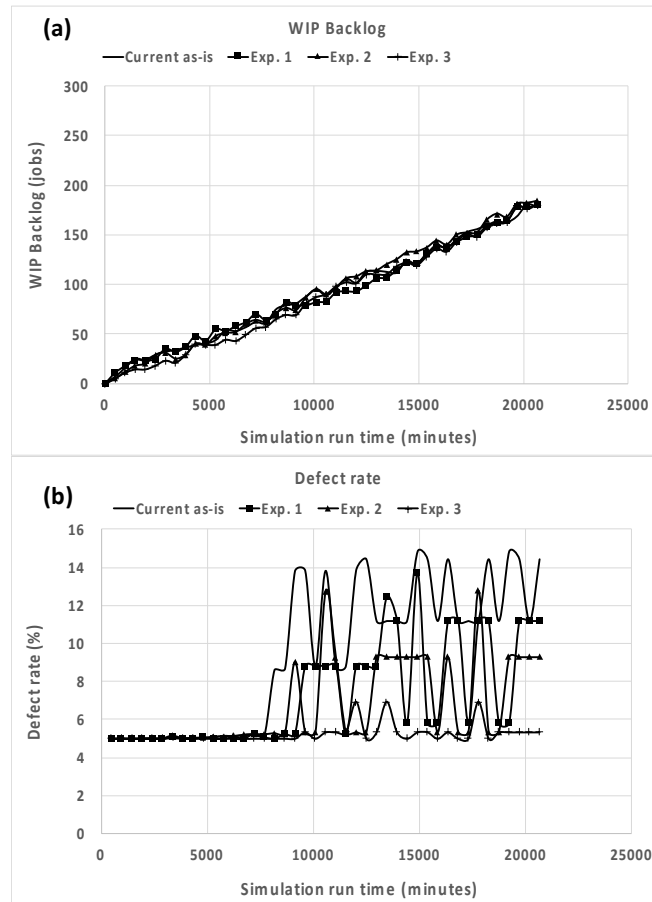 (a)
WIP Backlog
Current as-is Exp. 1 Exp. 2 Exp. 3
300
250
200
150
100
50
0
WIP Backlog (jobs)
0 5000 10000 15000 20000 25000
Simulation run time (minutes)
(b)
Defect rate
Current as-is Exp. 1 Exp. 2 Exp. 3
16
14
12
10
8
6
4
2
0
Defect rate (%)
0 5000 10000 15000 20000 25000
Simulation run time (minutes)